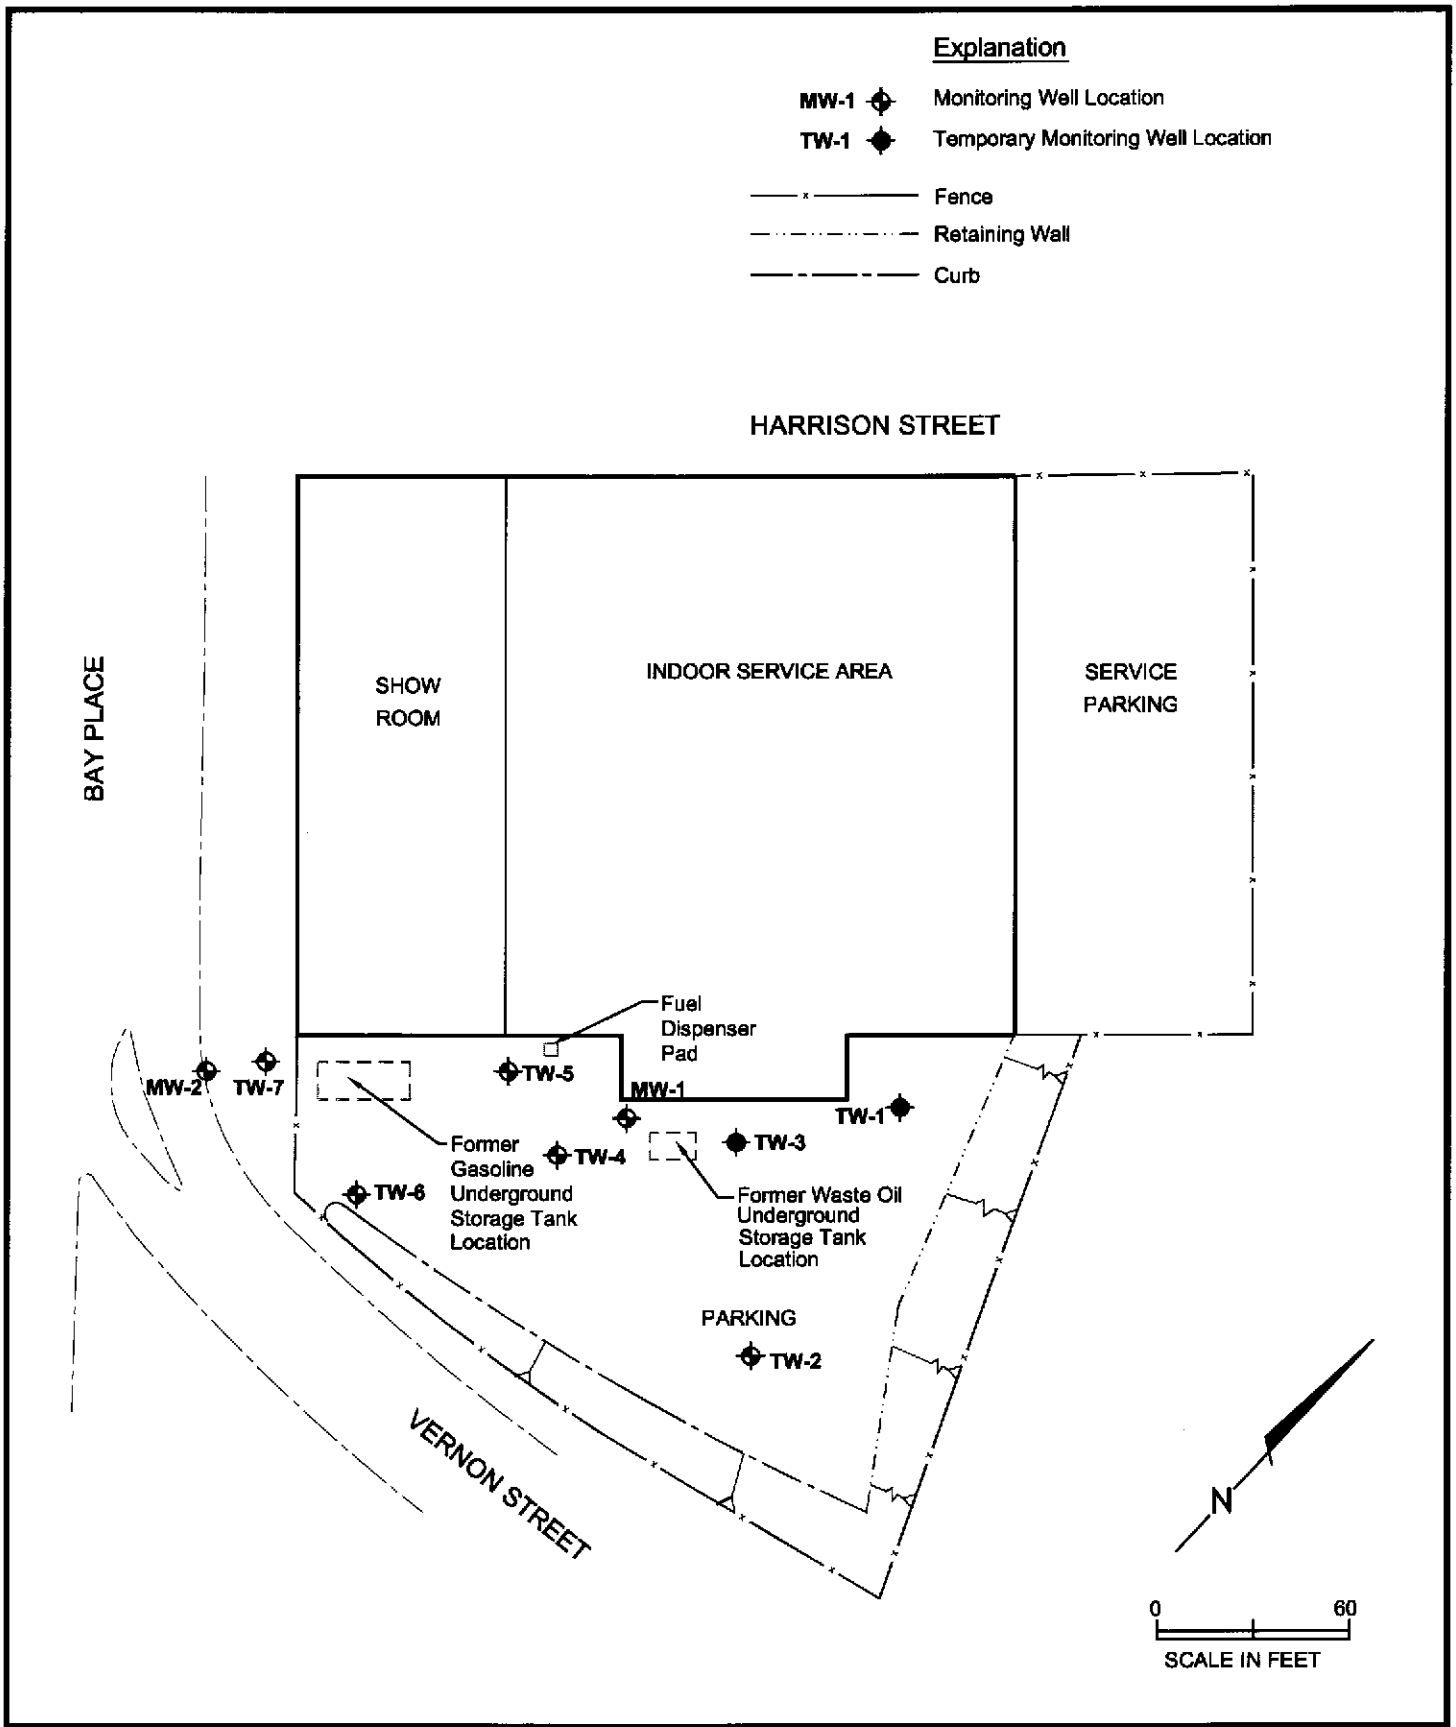 Explanation
MW-1 Monitoring Well Location
TW-1 Temporary Monitoring Well Location
x Fence
Retaining Wall
Curb
HARRISON STREET
BAY PLACE
SHOW
ROOM
INDOOR SERVICE AREA
SERVICE
PARKING
Fuel
Dispenser
Pad
MW-2
TW-7
TW-5
MW-1
TW-1
TW-3
TW-4
TW-6
Former
Gasoline
Underground
Storage Tank
Location
Former Waste Oil
Underground
Storage Tank
Location
PARKING
TW-2
VERNON STREET
N
0 60
SCALE IN FEET